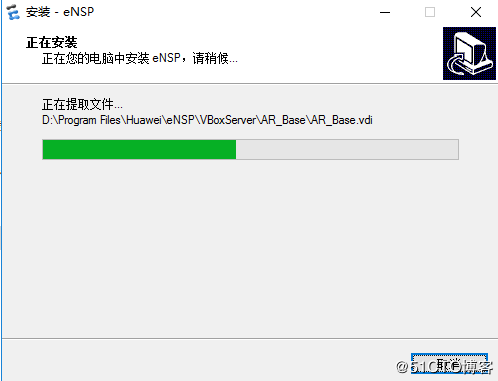 安装 - eNSP
正在安装
正在您的电脑中安装 eNSP，请稍候...
正在提取文件...
D:\Program Files\Huawei\eNSP\VBoxServer\AR_Base\AR_Base.vdi
取消
@51CTO博客